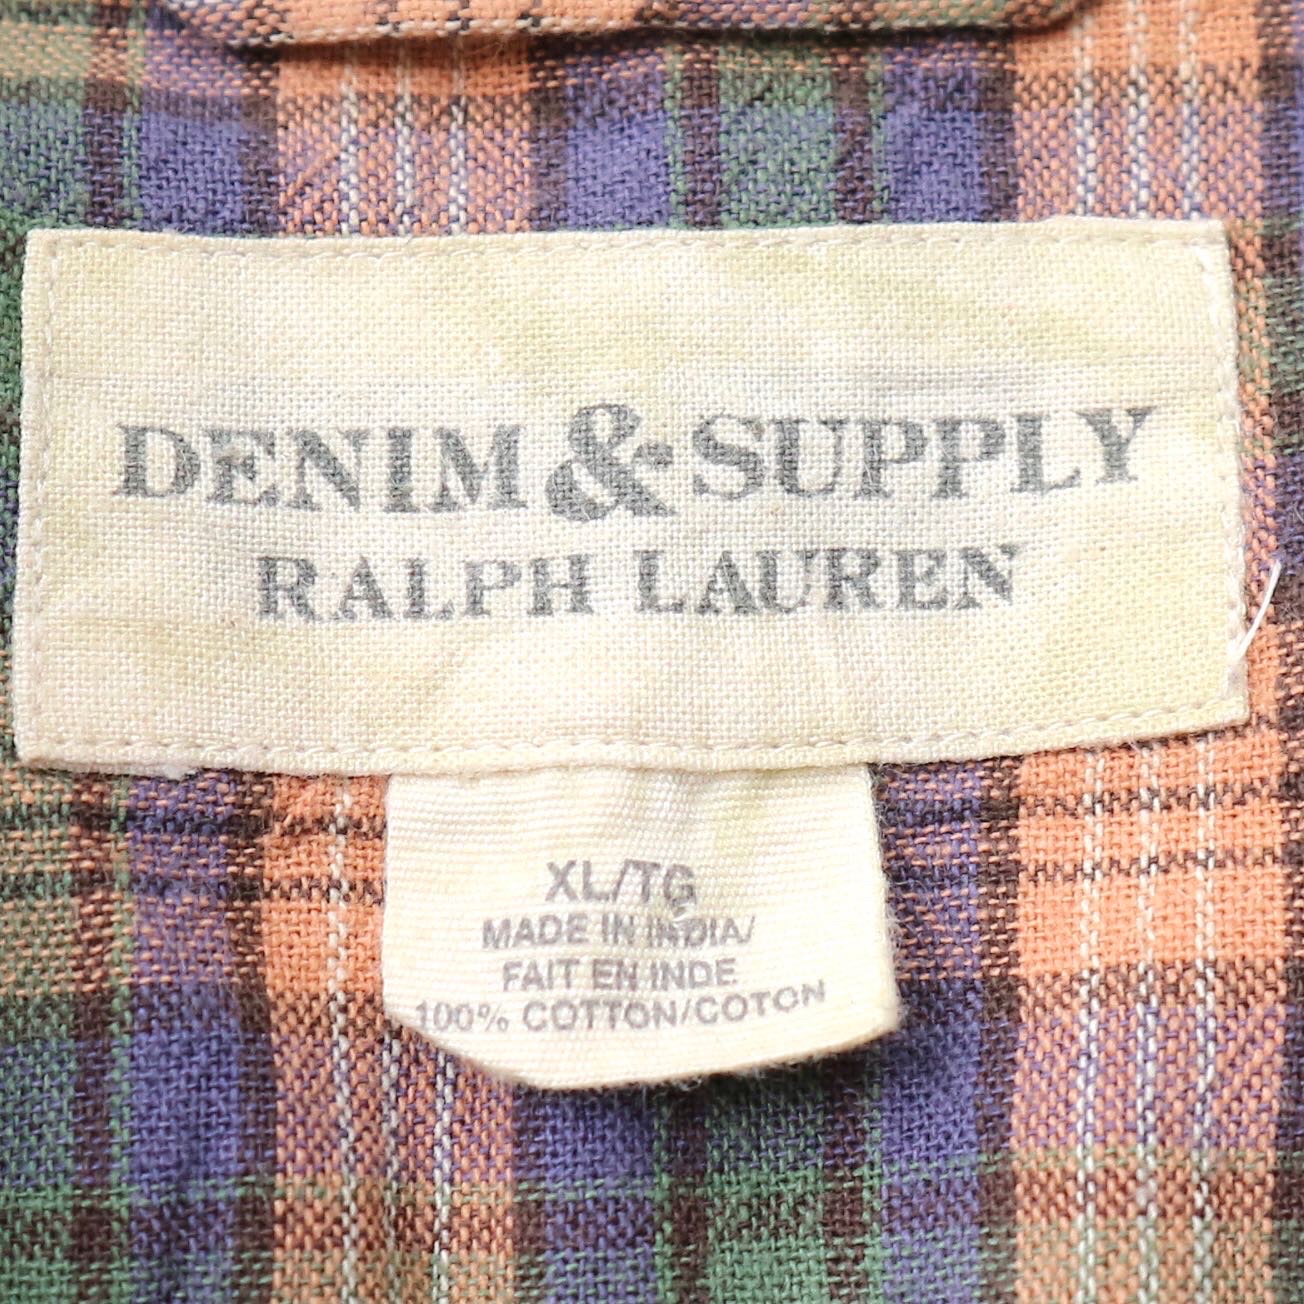 DENIM & SUPPLY
RALPH LAUREN
XL/TG
MADE IN INDIA/
FAIT EN INDE
100% COTTON/COTON